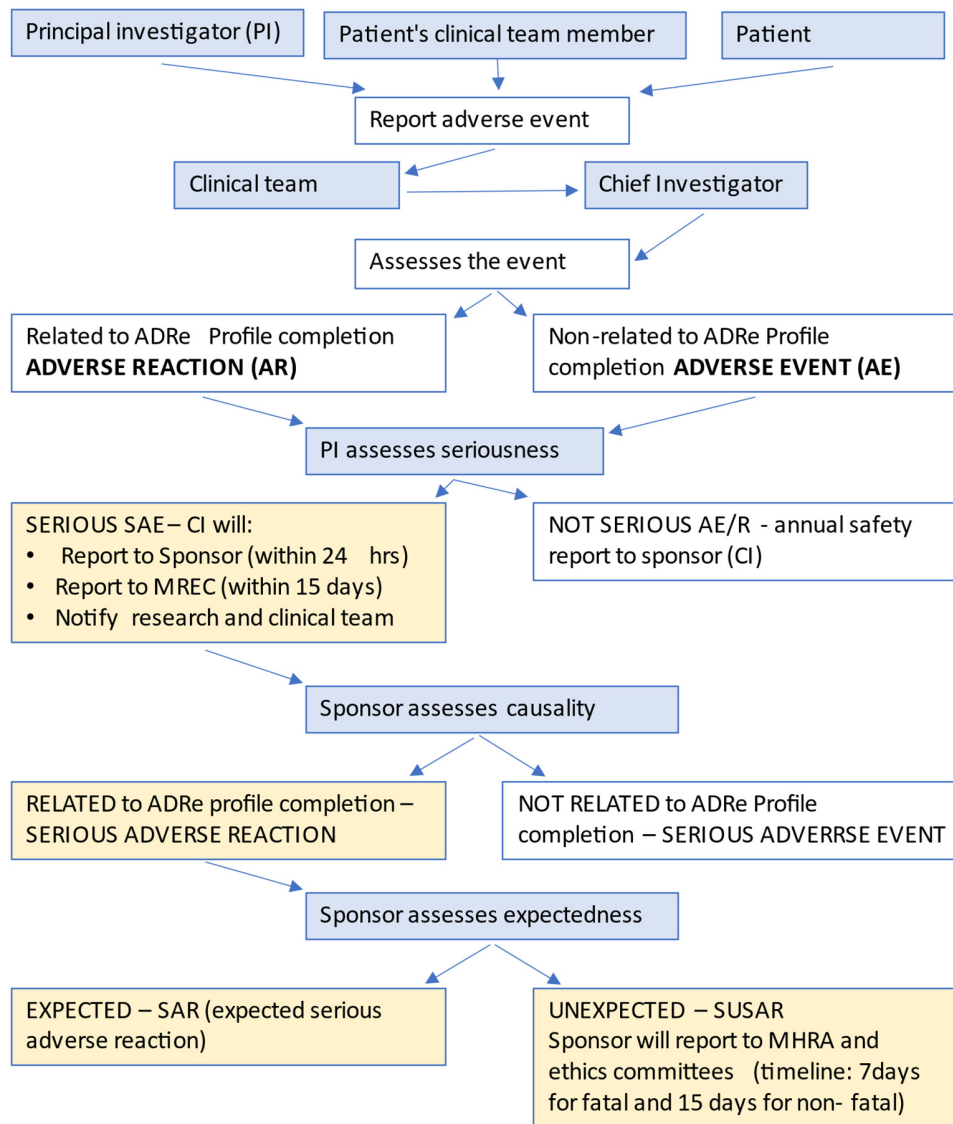 Principal investigator (PI)
Patient's clinical team member
Patient
Report adverse event
Clinical team
Chief Investigator
Assesses the event
Related to ADRe Profile completion
ADVERSE REACTION (AR)
Non-related to ADRe Profile
completion ADVERSE EVENT (AE)
PI assesses seriousness
SERIOUS SAE – CI will:
• Report to Sponsor (within 24 hrs)
• Report to MREC (within 15 days)
• Notify research and clinical team
NOT SERIOUS AE/R - annual safety
report to sponsor (CI)
Sponsor assesses causality
RELATED to ADRe profile completion –
SERIOUS ADVERSE REACTION
NOT RELATED to ADRe Profile
completion – SERIOUS ADVERRSE EVENT
Sponsor assesses expectedness
EXPECTED – SAR (expected serious
adverse reaction)
UNEXPECTED – SUSAR
Sponsor will report to MHRA and
ethics committees (timeline: 7days
for fatal and 15 days for non- fatal)